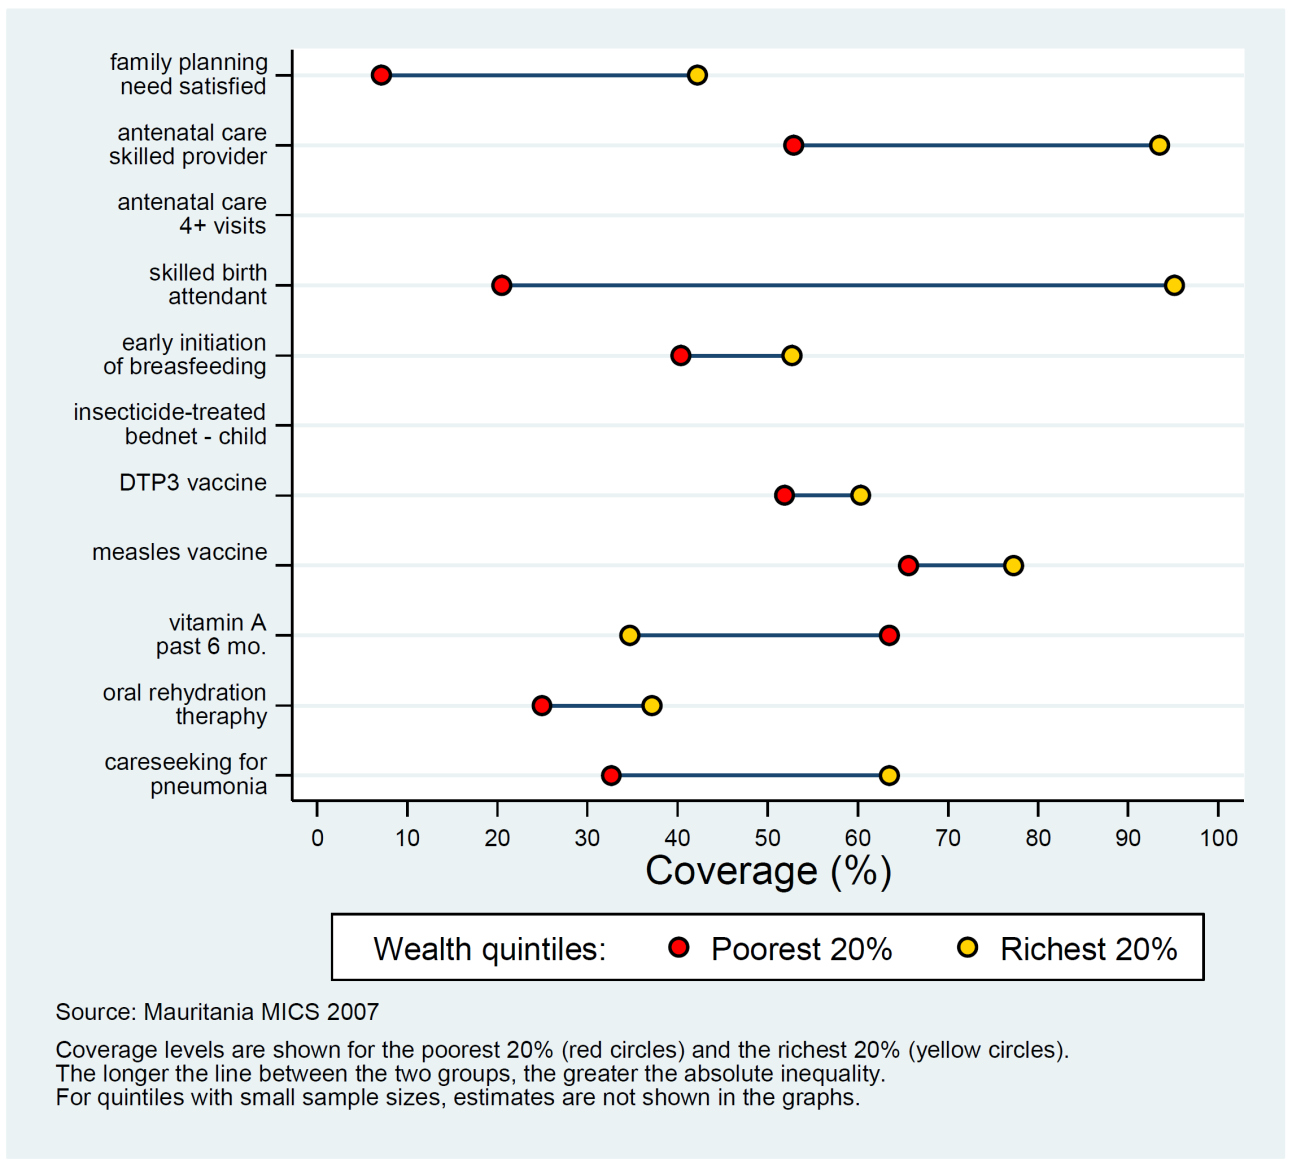 family planning
need satisfied
antenatal care
skilled provider
antenatal care
4+ visits
skilled birth
attendant
early initiation
of breasfeeding
insecticide-treated
bednet - child
DTP3 vaccine
measles vaccine
vitamin A
past 6 mo.
oral rehydration
theraphy
careseeking for
pneumonia
0 10 20 30 40 50 60 70 80 90 100
Coverage (%)
Wealth quintiles: Poorest 20% Richest 20%
Source: Mauritania MICS 2007
Coverage levels are shown for the poorest 20% (red circles) and the richest 20% (yellow circles).
The longer the line between the two groups, the greater the absolute inequality.
For quintiles with small sample sizes, estimates are not shown in the graphs.